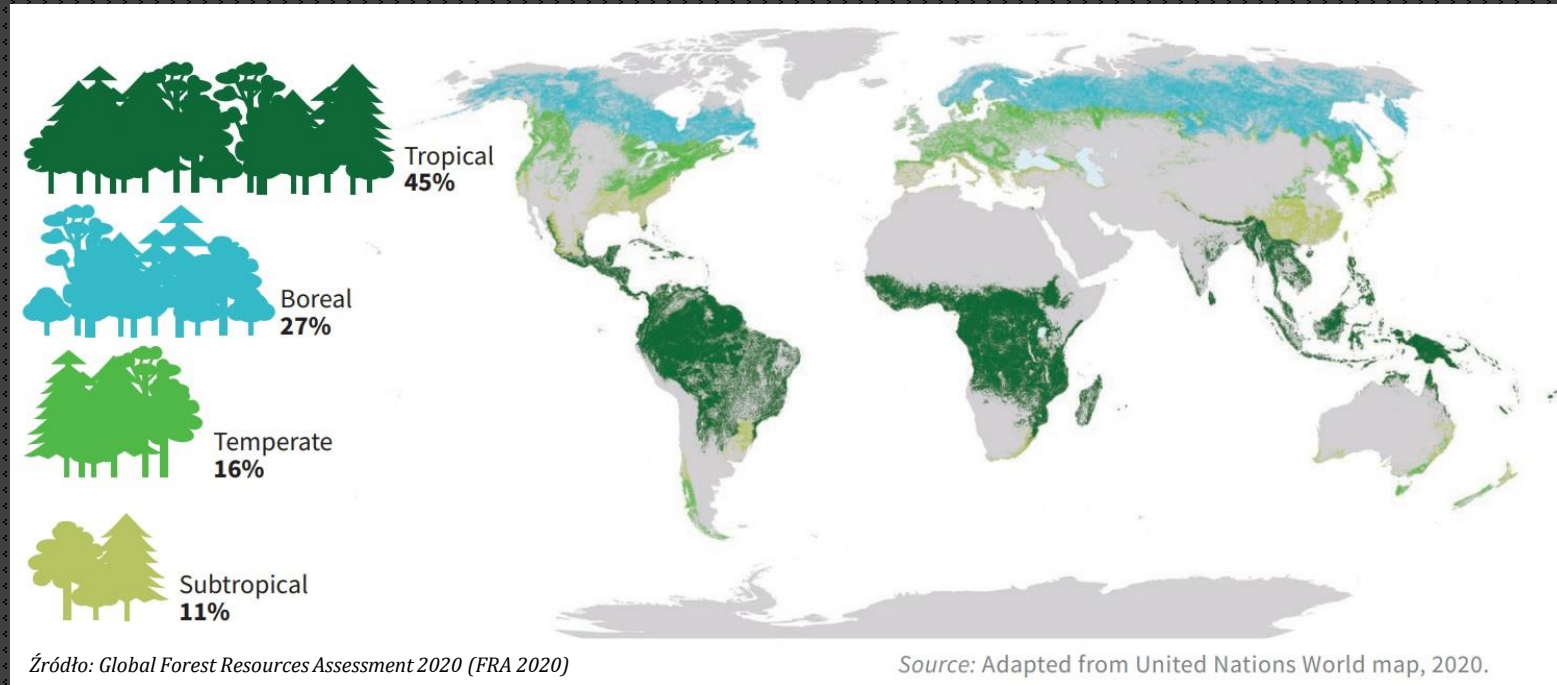 Tropical
45%
Boreal
27%
Temperate
16%
Subtropical
11%
Źródło: Global Forest Resources Assessment 2020 (FRA 2020)
Source: Adapted from United Nations World map, 2020.